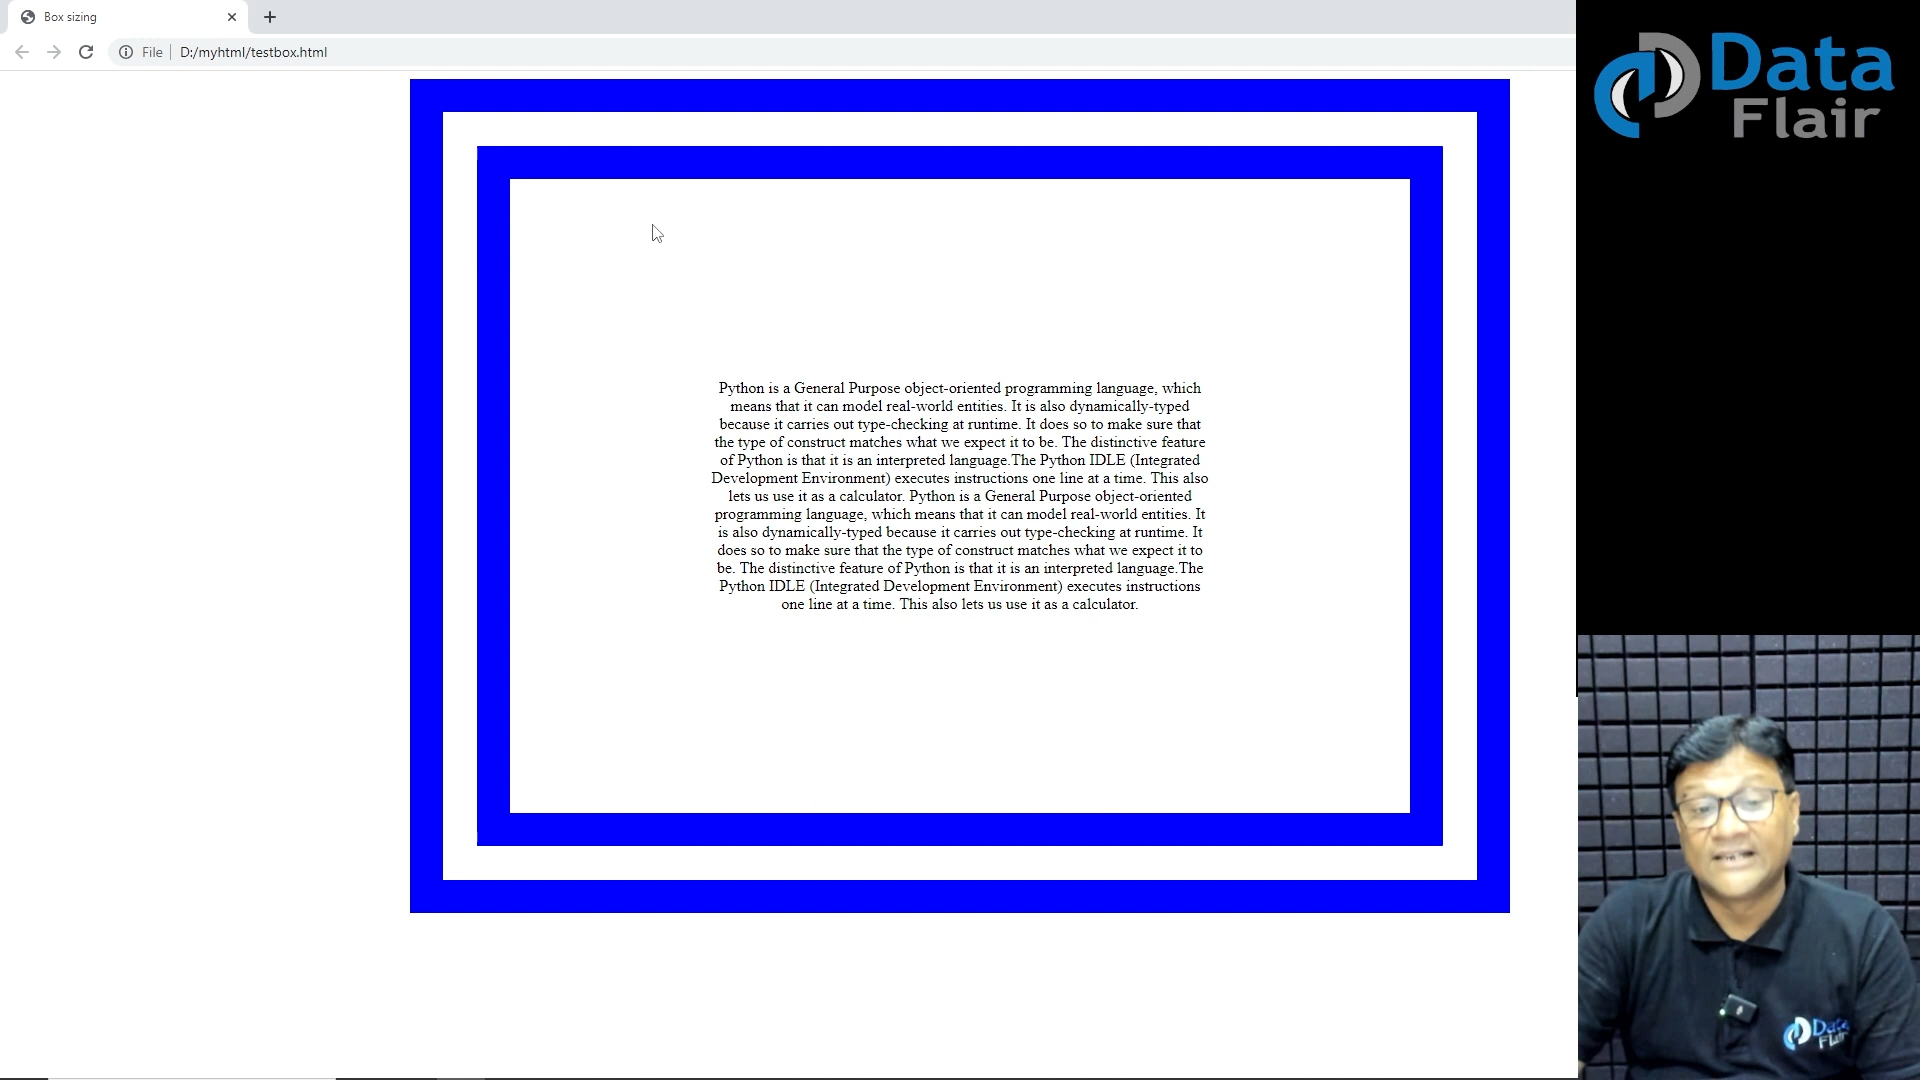 Box sizing
File
D:/myhtml/testbox.html
Data
Flair
Python is a General Purpose object-oriented programming language, which
means that it can model real-world entities. It is also dynamically-typed
because it carries out type-checking at runtime. It does so to make sure that
the type of construct matches what we expect it to be. The distinctive feature
of Python is that it is an interpreted language.The Python IDLE (Integrated
Development Environment) executes instructions one line at a time. This also
lets us use it as a calculator. Python is a General Purpose object-oriented
programming language, which means that it can model real-world entities. It
is also dynamically-typed because it carries out type-checking at runtime. It
does so to make sure that the type of construct matches what we expect it to
be. The distinctive feature of Python is that it is an interpreted language.The
Python IDLE (Integrated Development Environment) executes instructions
one line at a time. This also lets us use it as a calculator.
Data
Flair